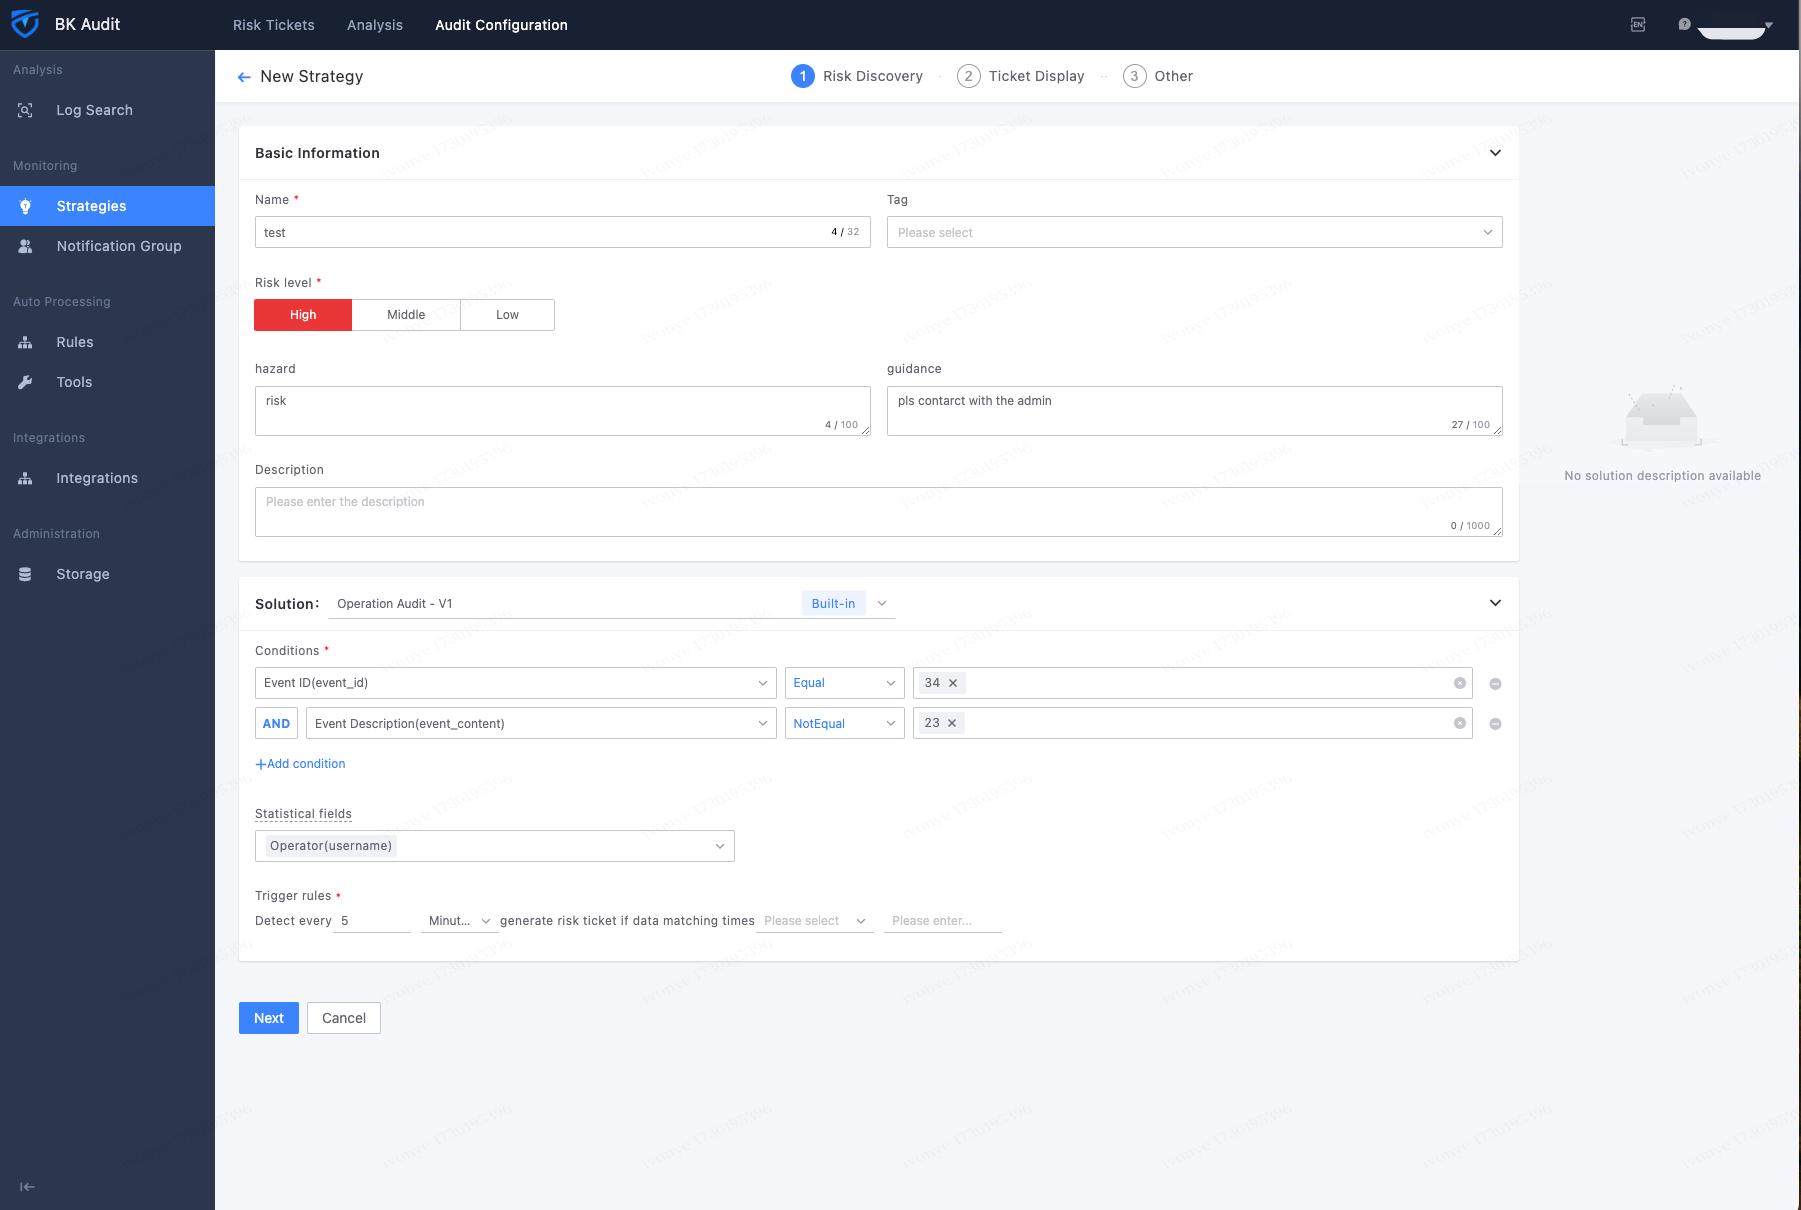 BK Audit
Risk Tickets
Analysis
Audit Configuration
EN
?
Analysis
Log Search
Monitoring
Strategies
Notification Group
Auto Processing
Rules
Tools
Integrations
Integrations
Administration
Storage
New Strategy
1 Risk Discovery
2 Ticket Display
3 Other
Basic Information
Name *
test
4 / 32
Tag
Please select
Risk level *
High
Middle
Low
hazard
risk
4 / 100
guidance
pls contarct with the admin
27 / 100
Description
Please enter the description
0 / 1000
No solution description available
Solution:
Operation Audit - V1
Built-in
Conditions *
Event ID(event_id)
Equal
34
AND
Event Description(event_content)
NotEqual
23
+Add condition
Statistical fields
Operator(username)
Trigger rules *
Detect every 5 Minut... generate risk ticket if data matching times Please select Please enter...
Next
Cancel
ivonye 1730195396